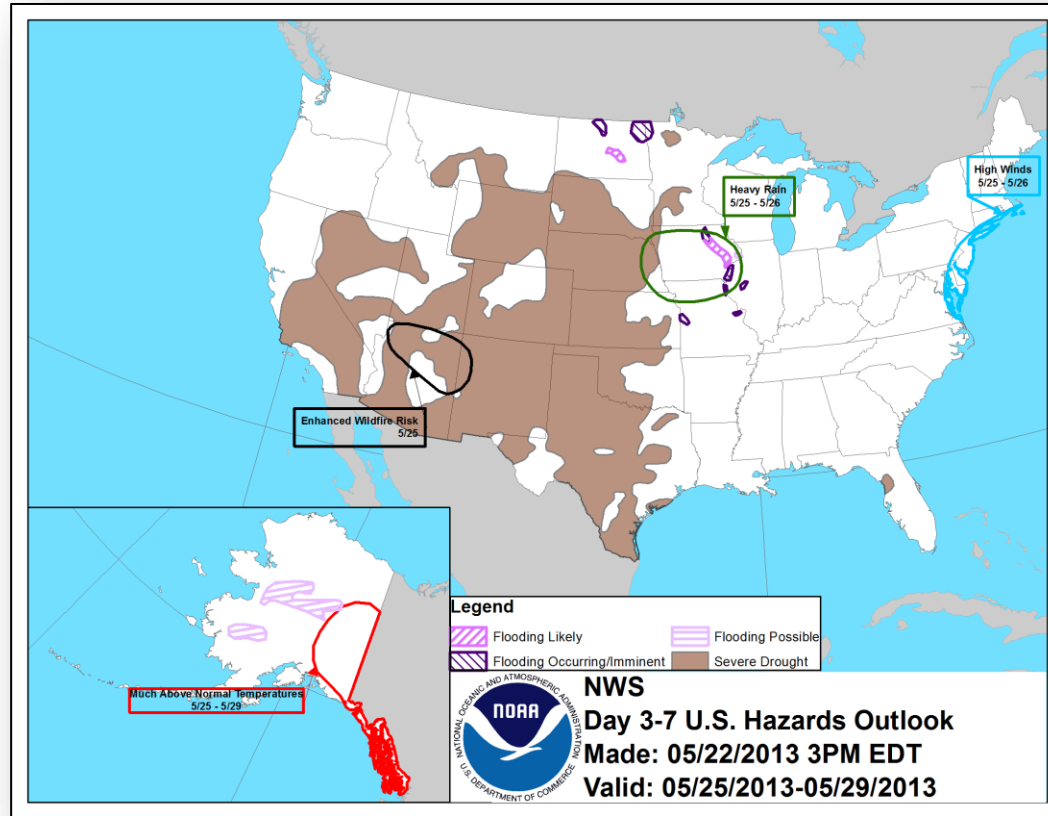 High Winds
5/25 - 5/26
Heavy Rain
5/25 - 5/26
Enhanced Wildfire Risk
5/25
Much Above Normal Temperatures
5/25 - 5/29
Legend
Flooding Likely
Flooding Possible
Flooding Occurring/Imminent
Severe Drought
NATIONAL OCEANIC AND ATMOSPHERIC ADMINISTRATION
NOAA
U.S. DEPARTMENT OF COMMERCE
NWS
Day 3-7 U.S. Hazards Outlook
Made: 05/22/2013 3PM EDT
Valid: 05/25/2013-05/29/2013